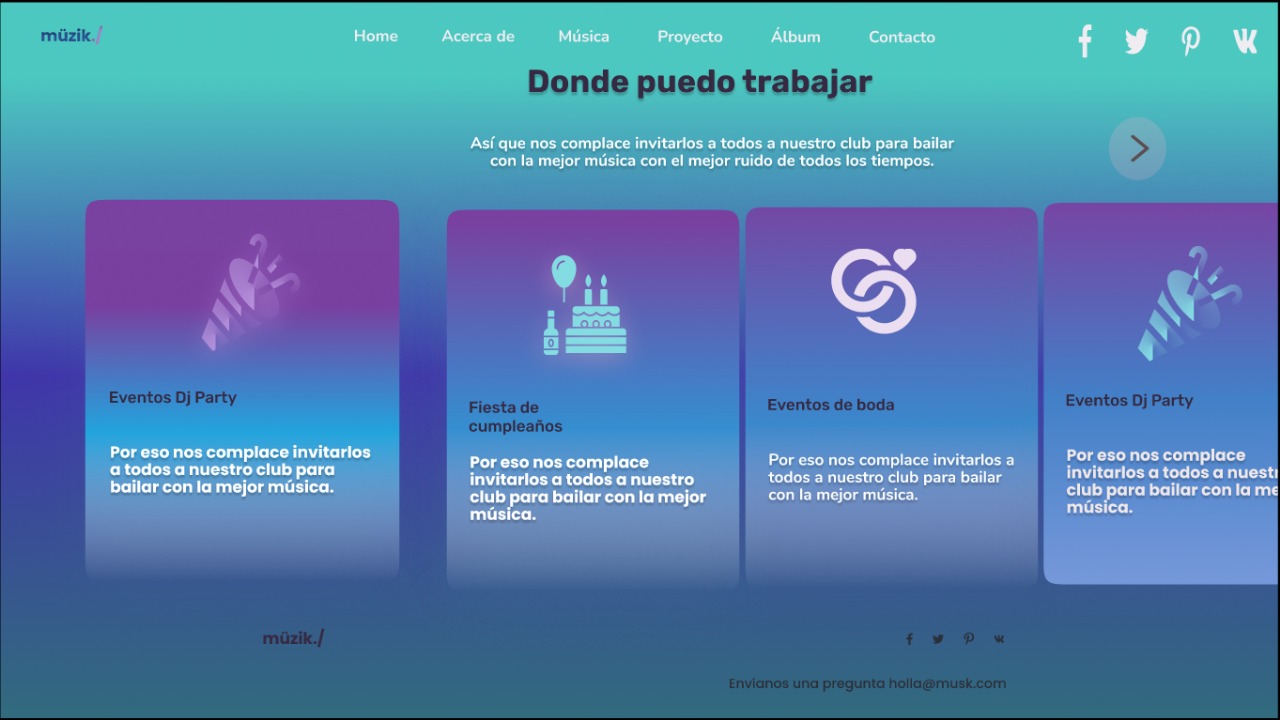 müzik./
Home Acerca de Música Proyecto Álbum Contacto
Donde puedo trabajar
Así que nos complace invitarlos a todos a nuestro club para bailar
con la mejor música con el mejor ruido de todos los tiempos.
Eventos Dj Party
Por eso nos complace invitarlos
a todos a nuestro club para
bailar con la mejor música.
Fiesta de
cumpleaños
Por eso nos complace
invitarlos a todos a nuestro
club para bailar con la mejor
música.
Eventos de boda
Por eso nos complace invitarlos a
todos a nuestro club para bailar
con la mejor música.
Eventos Dj Party
Por eso nos complace
invitarlos a todos a nuest
club para bailar con la me
música.
müzik./
Envianos una pregunta holla@musk.com